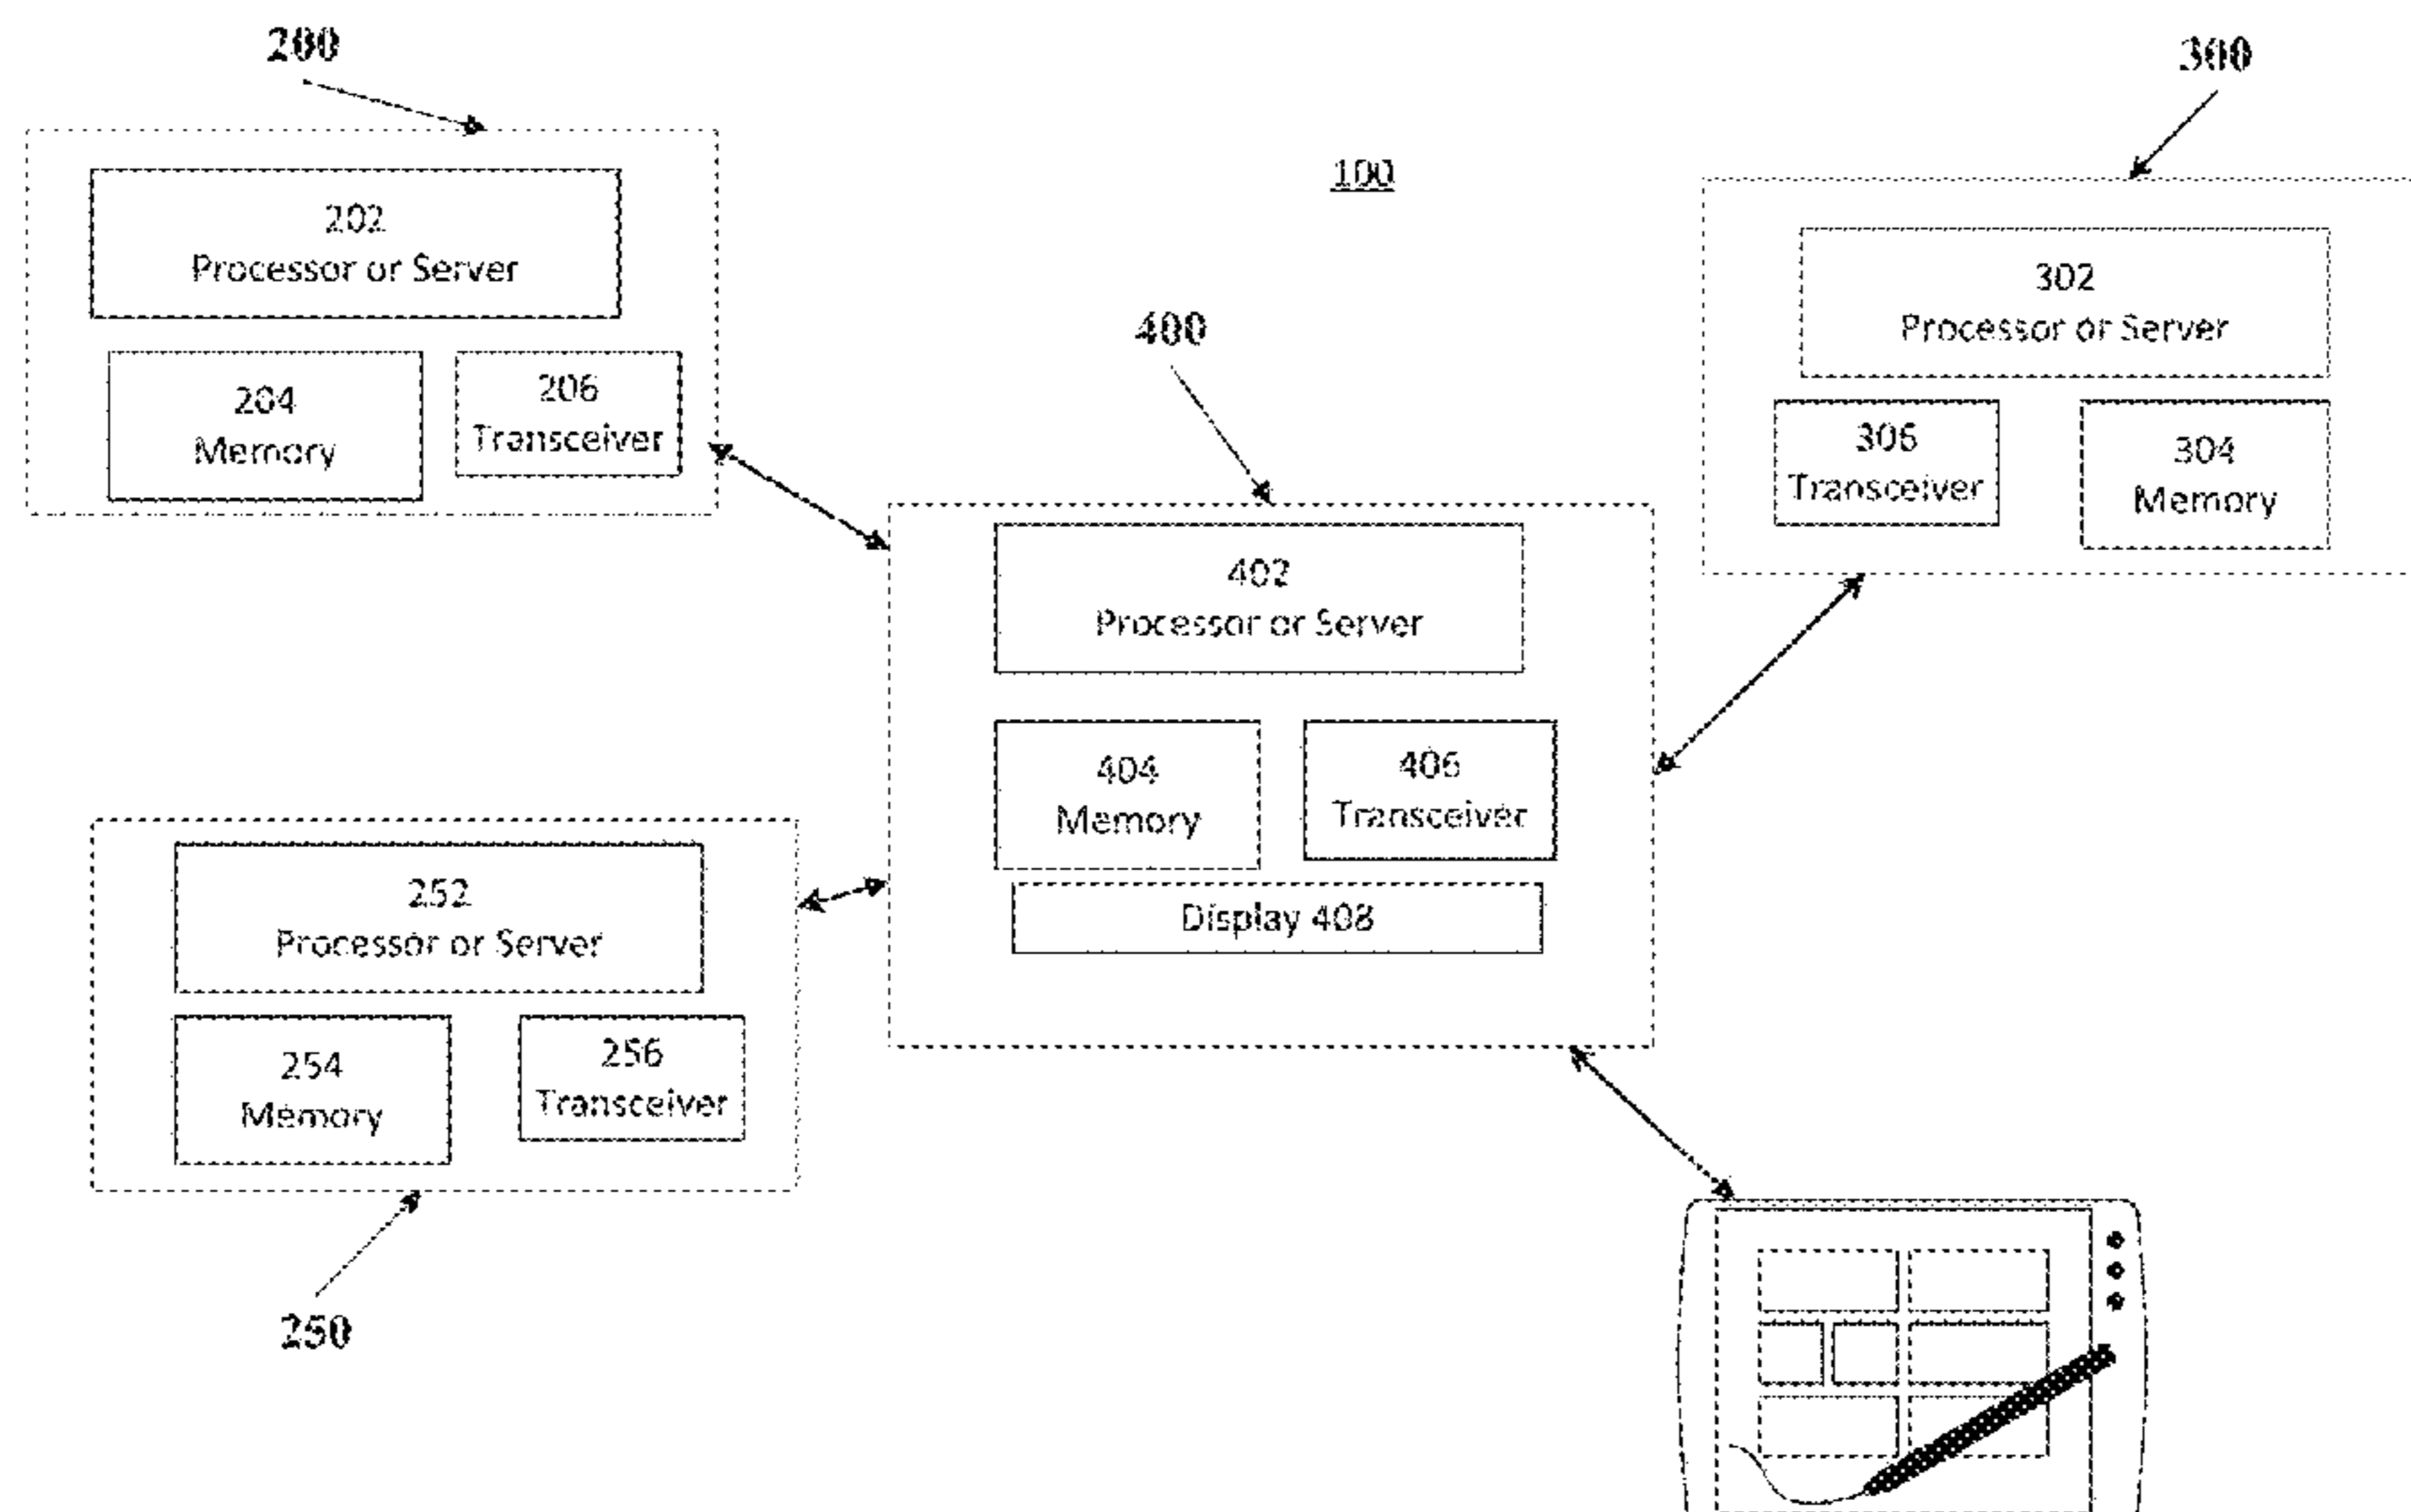 200
300
100
202
Processor or Server
302
Processor or Server
400
204
Memory
206
Transceiver
306
Transceiver
304
Memory
402
Processor or Server
404
Memory
406
Transceiver
Display 408
252
Processor or Server
254
Memory
256
Transceiver
250